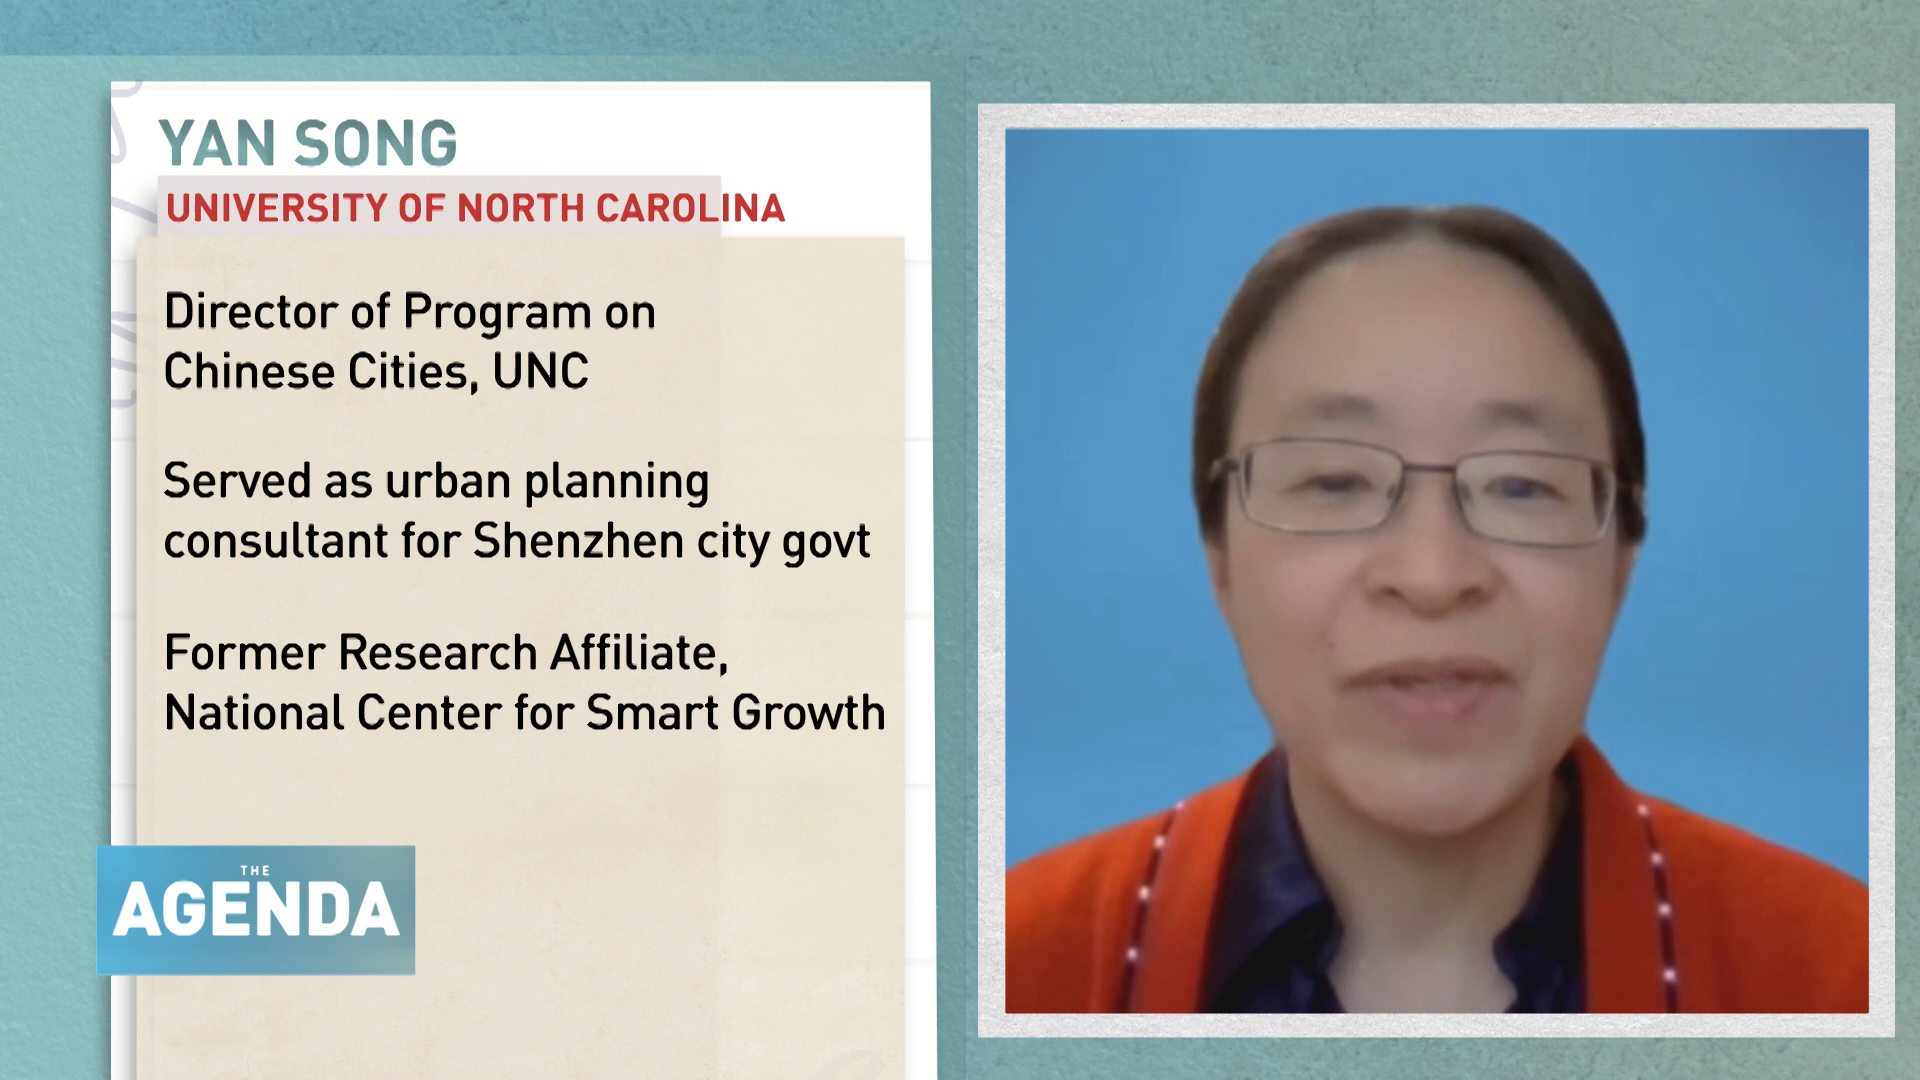 YAN SONG
UNIVERSITY OF NORTH CAROLINA
Director of Program on
Chinese Cities, UNC
Served as urban planning
consultant for Shenzhen city govt
Former Research Affiliate,
National Center for Smart Growth
THE
AGENDA